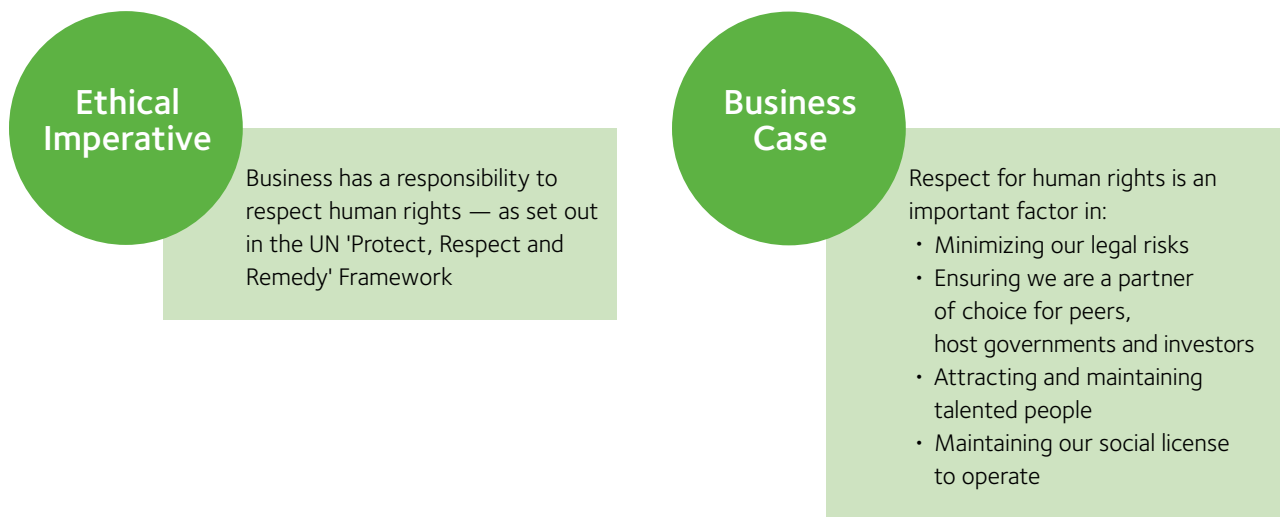 Ethical
Imperative
Business has a responsibility to
respect human rights — as set out
in the UN 'Protect, Respect and
Remedy' Framework
Business
Case
Respect for human rights is an
important factor in:
• Minimizing our legal risks
• Ensuring we are a partner
of choice for peers,
host governments and investors
• Attracting and maintaining
talented people
• Maintaining our social license
to operate